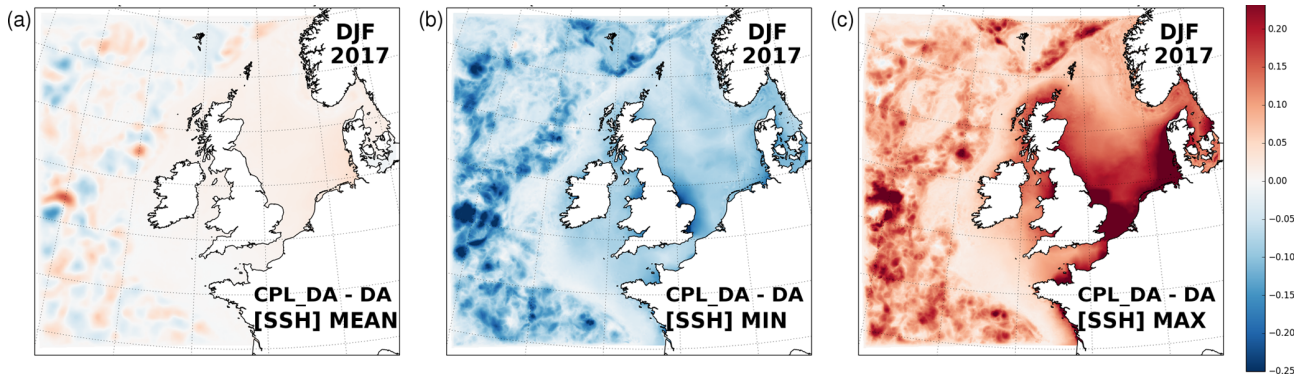 (a)
DJF
2017
CPL_DA - DA
[SSH] MEAN
(b)
DJF
2017
CPL_DA - DA
[SSH] MIN
(c)
DJF
2017
CPL_DA - DA
[SSH] MAX
0.20
0.15
0.10
0.05
0.00
−0.05
−0.10
−0.15
−0.20
−0.25